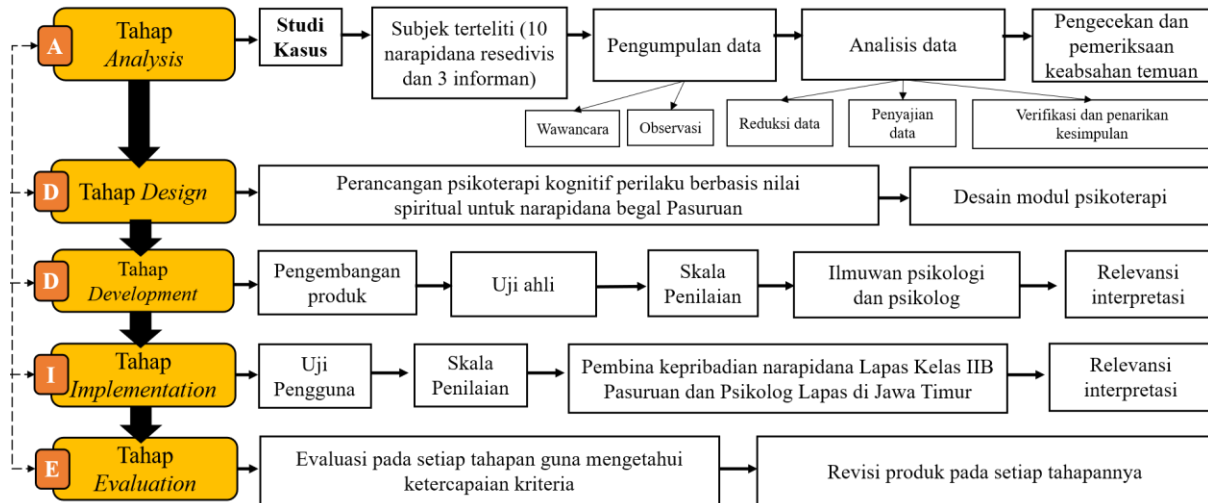 A
Tahap
Analysis
Studi
Kasus
Subjek terteliti (10
narapidana resedivis
dan 3 informan)
Pengumpulan data
Analisis data
Pengecekan dan
pemeriksaan
keabsahan temuan
Wawancara
Observasi
Reduksi data
Penyajian
data
Verifikasi dan penarikan
kesimpulan
D
Tahap Design
Perancangan psikoterapi kognitif perilaku berbasis nilai
spiritual untuk narapidana begal Pasuruan
Desain modul psikoterapi
D
Tahap
Development
Pengembangan
produk
Uji ahli
Skala
Penilaian
Ilmuwan psikologi
dan psikolog
Relevansi
interpretasi
I
Tahap
Implementation
Uji
Pengguna
Skala
Penilaian
Pembina kepribadian narapidana Lapas Kelas IIB
Pasuruan dan Psikolog Lapas di Jawa Timur
Relevansi
interpretasi
E
Tahap
Evaluation
Evaluasi pada setiap tahapan guna mengetahui
ketercapaian kriteria
Revisi produk pada setiap tahapannya